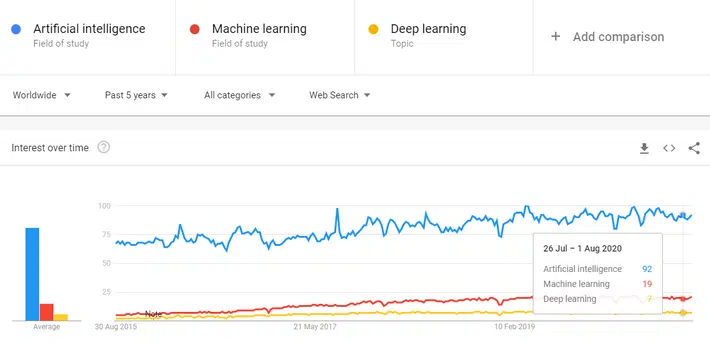 Artificial intelligence
Field of study
Machine learning
Field of study
Deep learning
Topic
+ Add comparison
Worldwide
Past 5 years
All categories
Web Search
Interest over time
?
100
75
50
25
Average
Note
30 Aug 2015
21 May 2017
10 Feb 2019
26 Jul – 1 Aug 2020
Artificial intelligence 92
Machine learning 19
Deep learning 7